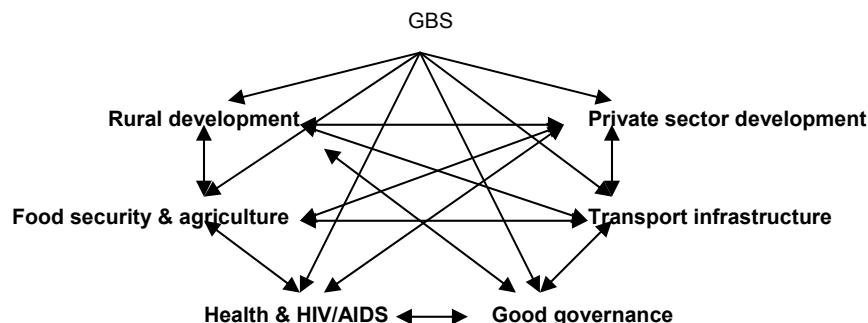 GBS
Rural development
Private sector development
Food security & agriculture
Transport infrastructure
Health & HIV/AIDS
Good governance